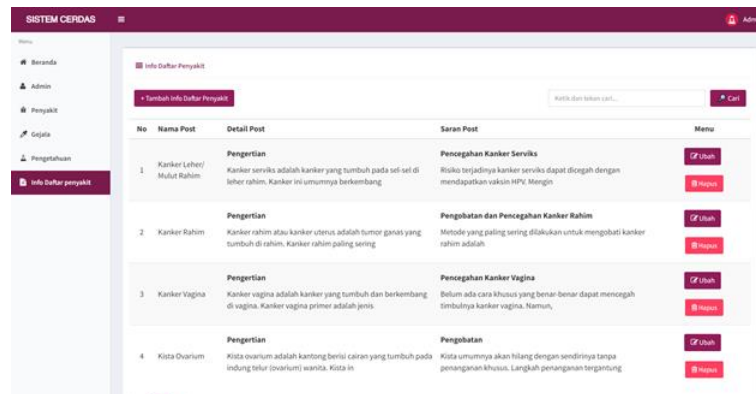 SISTEM CERDAS
Adm
Menu
Beranda
Admin
Penyakit
Gejala
Pengetahuan
Info Daftar penyakit
Info Daftar Penyakit
+ Tambah Info Daftar Penyakit
Ketik dan tekan cari...
Cari
No Nama Post Detail Post Saran Post Menu
1
Kanker Leher/
Mulut Rahim
Pengertian
Kanker serviks adalah kanker yang tumbuh pada sel-sel di
leher rahim. Kanker ini umumnya berkembang
Pencegahan Kanker Serviks
Risiko terjadinya kanker serviks dapat dicegah dengan
mendapatkan vaksin HPV. Mengin
Ubah
Hapus
2
Kanker Rahim
Pengertian
Kanker rahim atau kanker uterus adalah tumor ganas yang
tumbuh di rahim. Kanker rahim paling sering
Pengobatan dan Pencegahan Kanker Rahim
Metode yang paling sering dilakukan untuk mengobati kanker
rahim adalah
Ubah
Hapus
3
Kanker Vagina
Pengertian
Kanker vagina adalah kanker yang tumbuh dan berkembang
di vagina. Kanker vagina primer adalah jenis
Pencegahan Kanker Vagina
Belum ada cara khusus yang benar-benar dapat mencegah
timbulnya kanker vagina. Namun,
Ubah
Hapus
4
Kista Ovarium
Pengertian
Kista ovarium adalah kantong berisi cairan yang tumbuh pada
indung telur (ovarium) wanita. Kista in
Pengobatan
Kista umumnya akan hilang dengan sendirinya tanpa
penanganan khusus. Langkah penanganan tergantung
Ubah
Hapus